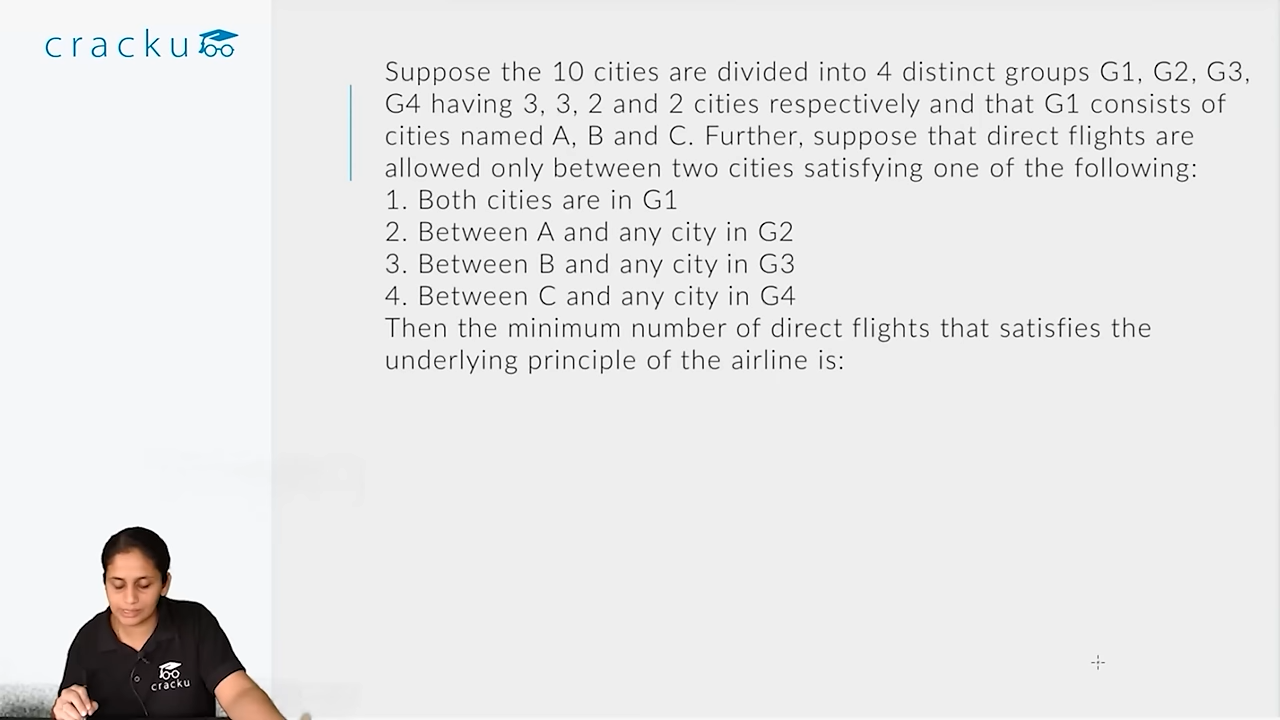 cracku
Suppose the 10 cities are divided into 4 distinct groups G1, G2, G3,
G4 having 3, 3, 2 and 2 cities respectively and that G1 consists of
cities named A, B and C. Further, suppose that direct flights are
allowed only between two cities satisfying one of the following:
1. Both cities are in G1
2. Between A and any city in G2
3. Between B and any city in G3
4. Between C and any city in G4
Then the minimum number of direct flights that satisfies the
underlying principle of the airline is:
cracku